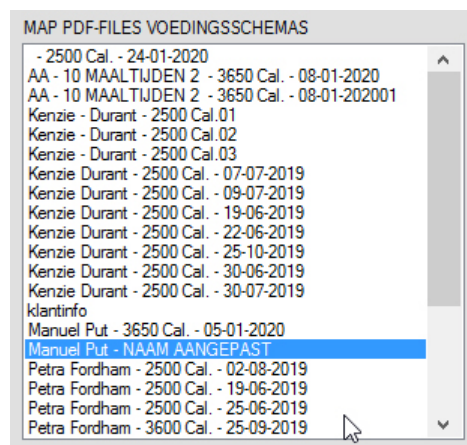 MAP PDF-FILES VOEDINGSSCHEMAS
- 2500 Cal. - 24-01-2020
AA - 10 MAALTIJDEN 2 - 3650 Cal. - 08-01-2020
AA - 10 MAALTIJDEN 2 - 3650 Cal. - 08-01-202001
Kenzie - Durant - 2500 Cal.01
Kenzie - Durant - 2500 Cal.02
Kenzie - Durant - 2500 Cal.03
Kenzie Durant - 2500 Cal. - 07-07-2019
Kenzie Durant - 2500 Cal. - 09-07-2019
Kenzie Durant - 2500 Cal. - 19-06-2019
Kenzie Durant - 2500 Cal. - 22-06-2019
Kenzie Durant - 2500 Cal. - 25-10-2019
Kenzie Durant - 2500 Cal. - 30-06-2019
Kenzie Durant - 2500 Cal. - 30-07-2019
klantinfo
Manuel Put - 3650 Cal. - 05-01-2020
Manuel Put - NAAM AANGEPAST
Petra Fordham - 2500 Cal. - 02-08-2019
Petra Fordham - 2500 Cal. - 19-06-2019
Petra Fordham - 2500 Cal. - 25-06-2019
Petra Fordham - 3600 Cal. - 25-09-2019